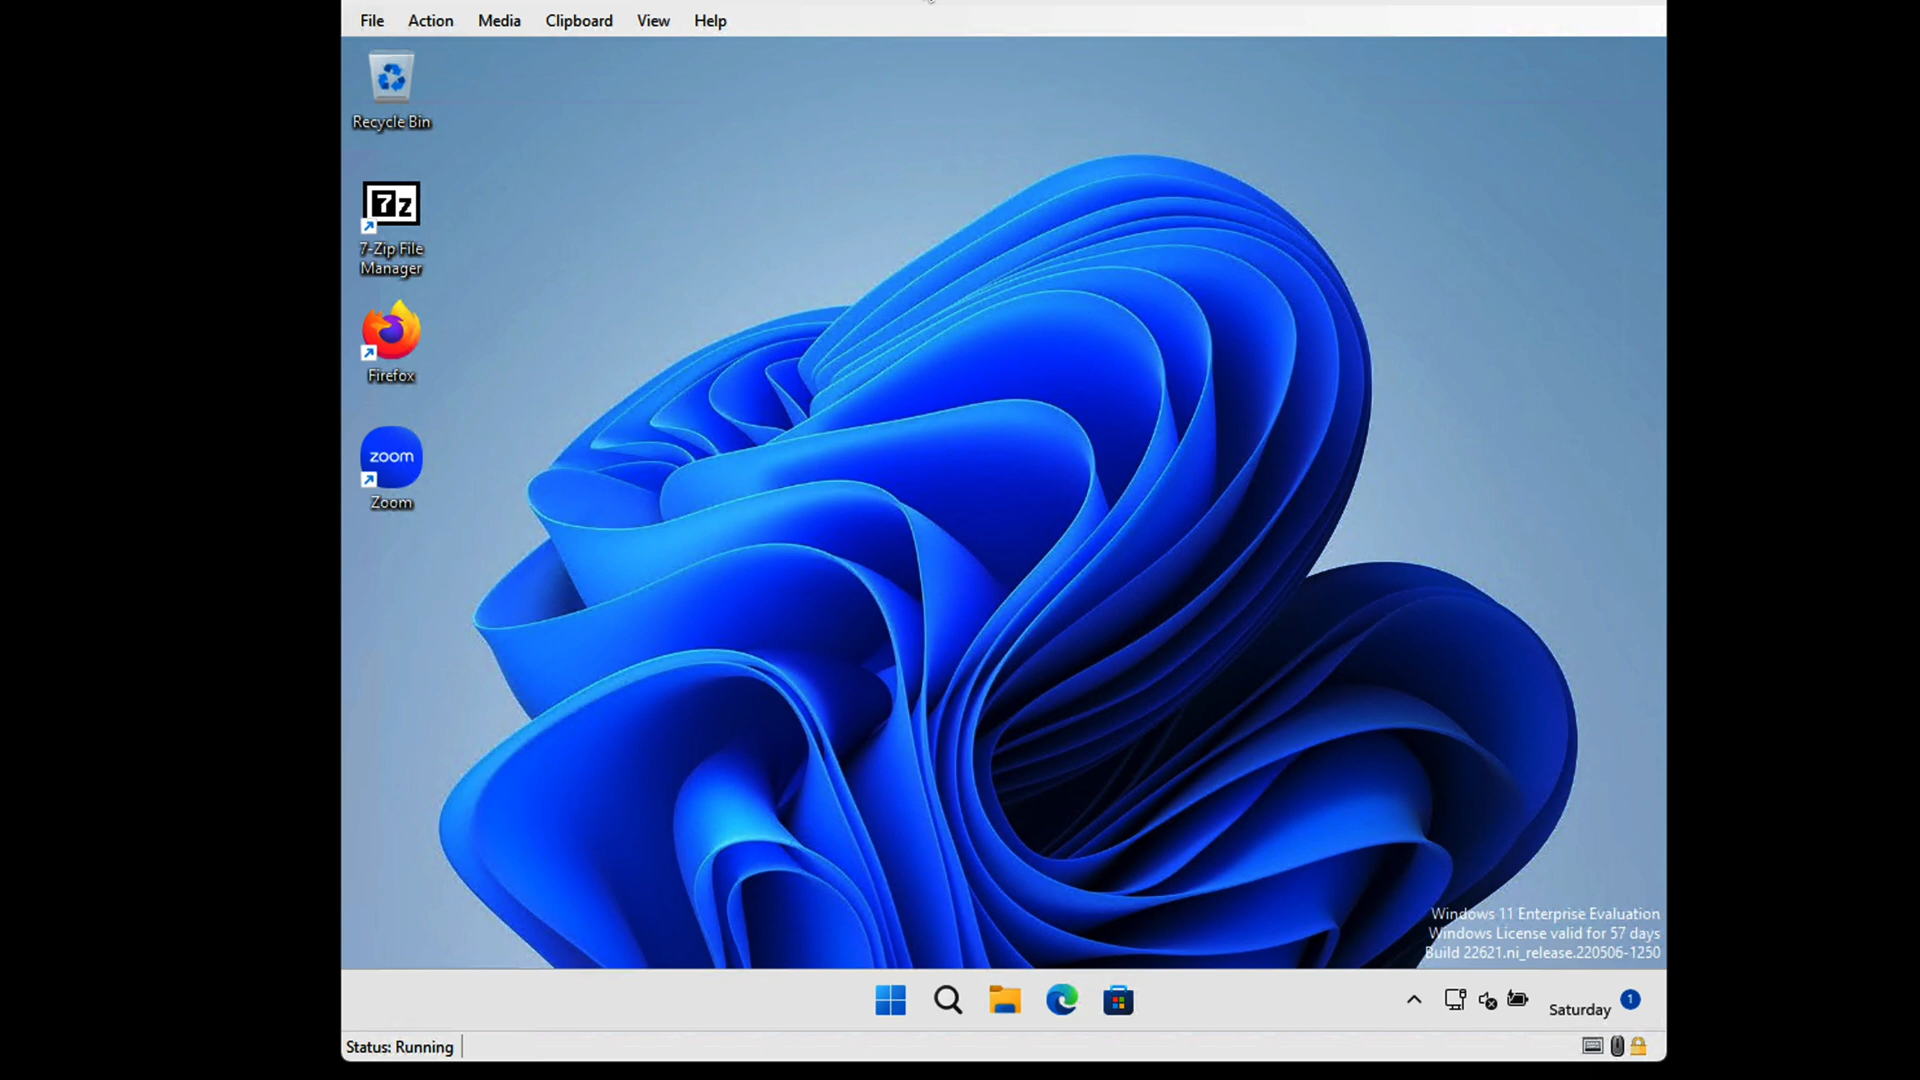 File Action Media Clipboard View Help
Recycle Bin
7z
7-Zip File
Manager
Firefox
zoom
Zoom
Windows 11 Enterprise Evaluation
Windows License valid for 57 days
Build 22621.ni_release.220506-1250
Saturday 1
Status: Running